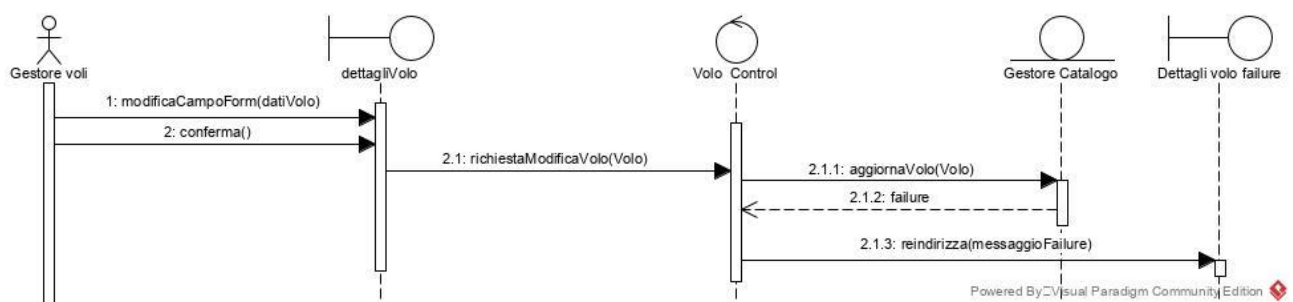 Gestore voli
dettagliVolo
Volo Control
Gestore Catalogo
Dettagli volo failure
1: modificaCampoForm(datiVolo)
2: conferma()
2.1: richiestaModificaVolo(Volo)
2.1.1: aggiornaVolo(Volo)
2.1.2: failure
2.1.3: reindirizza(messaggioFailure)
Powered By Visual Paradigm Community Edition